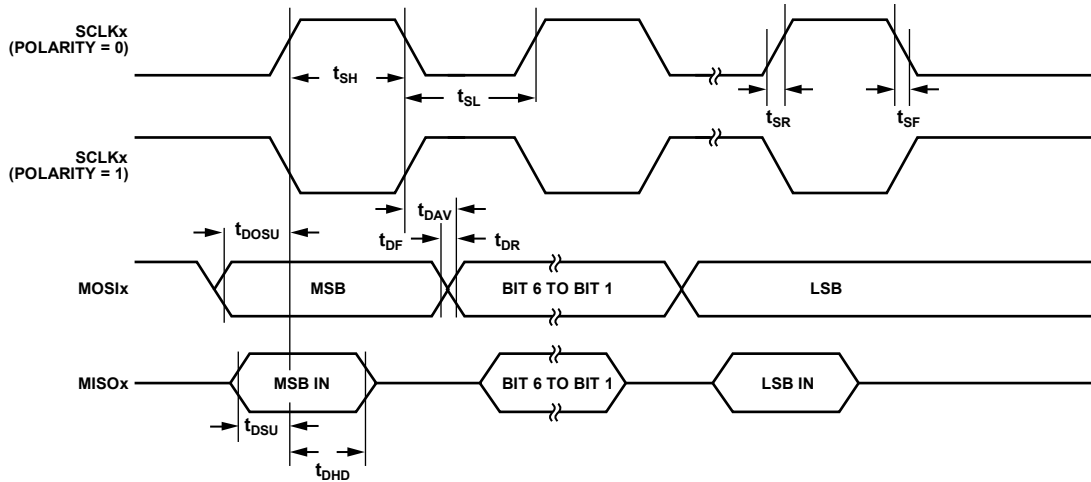 SCLKx
(POLARITY = 0)
tSH
tSL
tSR
tSF
SCLKx
(POLARITY = 1)
tDAV
tDOSU
tDF
tDR
MOSIx
MSB
BIT 6 TO BIT 1
LSB
MISOx
MSB IN
BIT 6 TO BIT 1
LSB IN
tDSU
tDHD